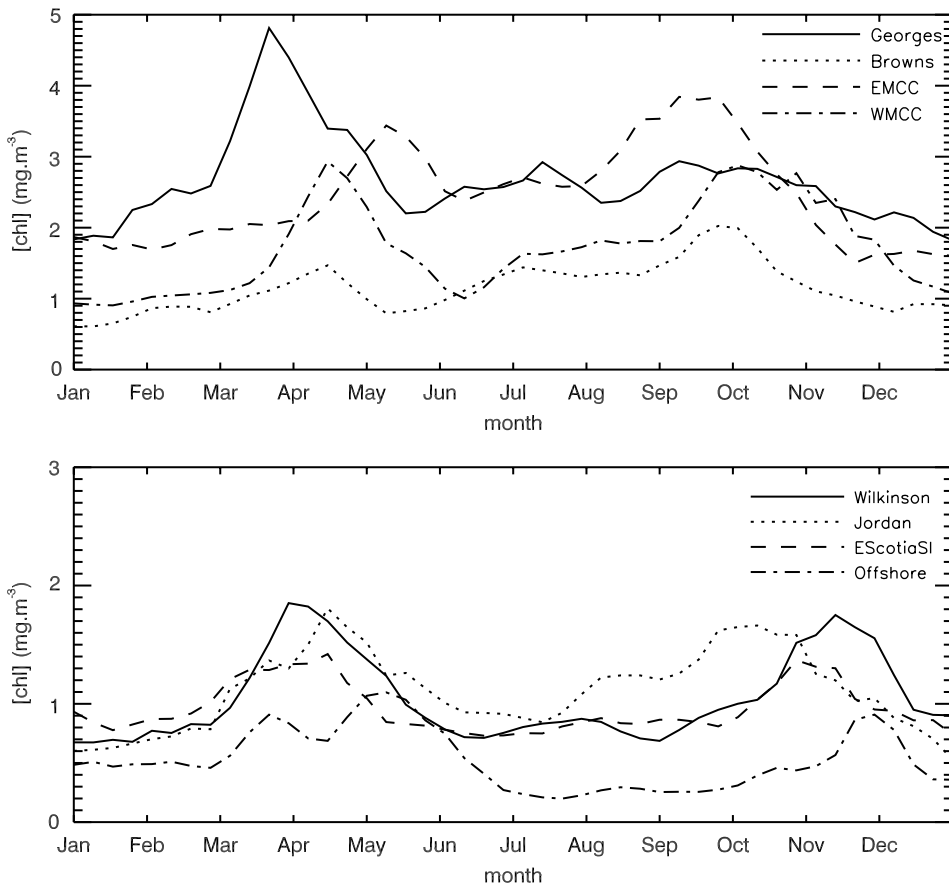 5
4
3
2
1
0
[chl] (mg.m⁻³)
Georges
Browns
EMCC
WMCC
Jan Feb Mar Apr May Jun Jul Aug Sep Oct Nov Dec
month
3
2
1
0
[chl] (mg.m⁻³)
Wilkinson
Jordan
EScotiaSl
Offshore
Jan Feb Mar Apr May Jun Jul Aug Sep Oct Nov Dec
month